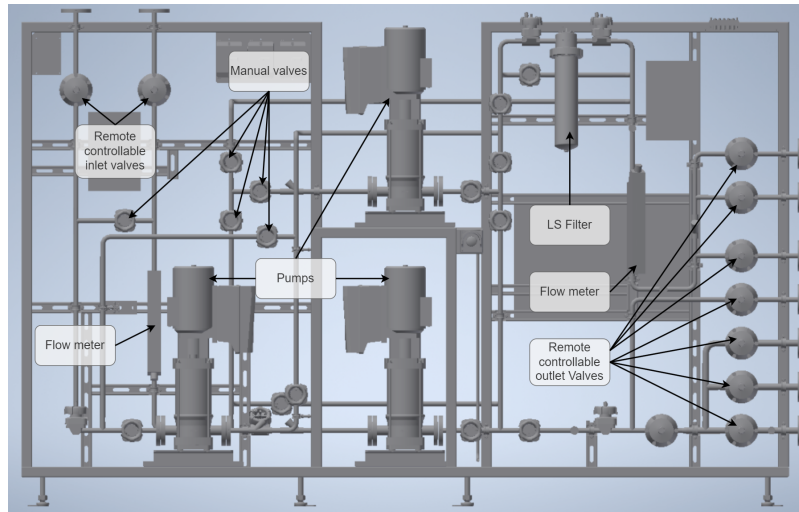 Manual valves
Remote
controllable
inlet valves
LS Filter
Pumps
Flow meter
Flow meter
Remote
controllable
outlet Valves